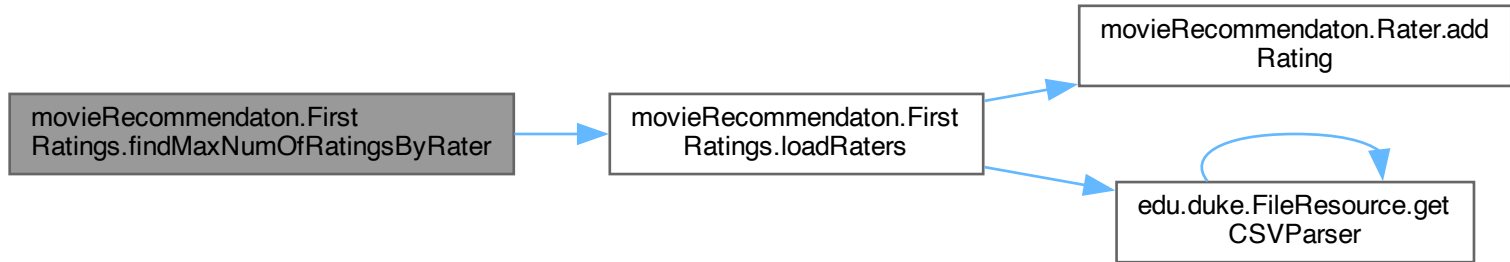 movieRecommendaton.First
Ratings.findMaxNumOfRatingsByRater
movieRecommendaton.First
Ratings.loadRaters
movieRecommendaton.Rater.add
Rating
edu.duke.FileResource.get
CSVParser